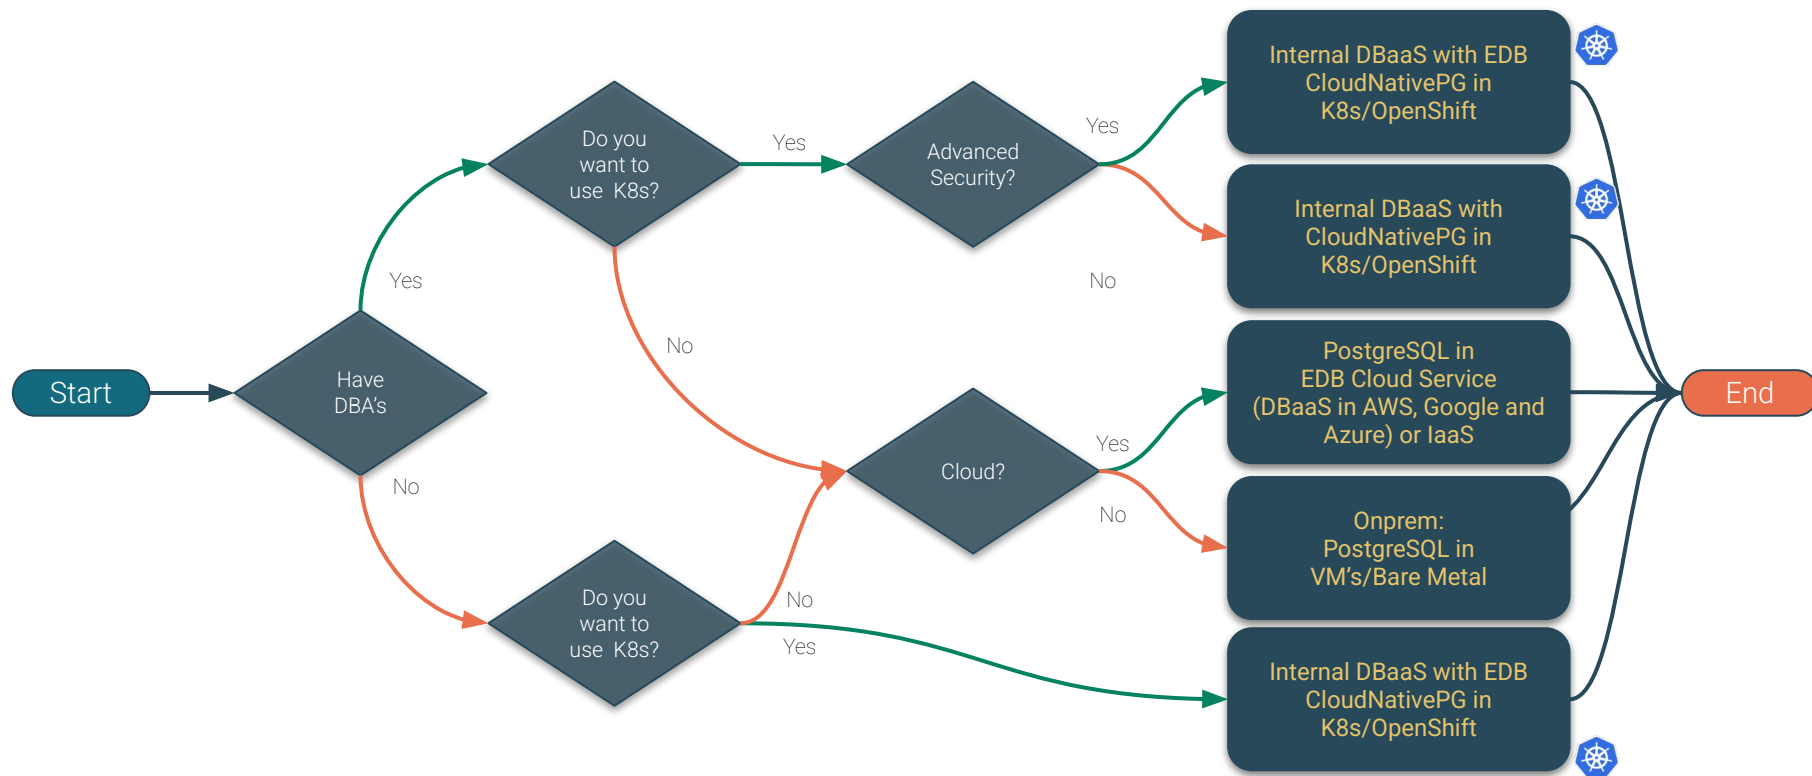 Start
Have
DBA's
Yes
No
Do you
want to
use K8s?
Yes
No
Do you
want to
use K8s?
No
Yes
Advanced
Security?
Yes
No
Cloud?
Yes
No
Internal DBaaS with EDB
CloudNativePG in
K8s/OpenShift
Internal DBaaS with
CloudNativePG in
K8s/OpenShift
PostgreSQL in
EDB Cloud Service
(DBaaS in AWS, Google and
Azure) or IaaS
Onprem:
PostgreSQL in
VM's/Bare Metal
Internal DBaaS with EDB
CloudNativePG in
K8s/OpenShift
End